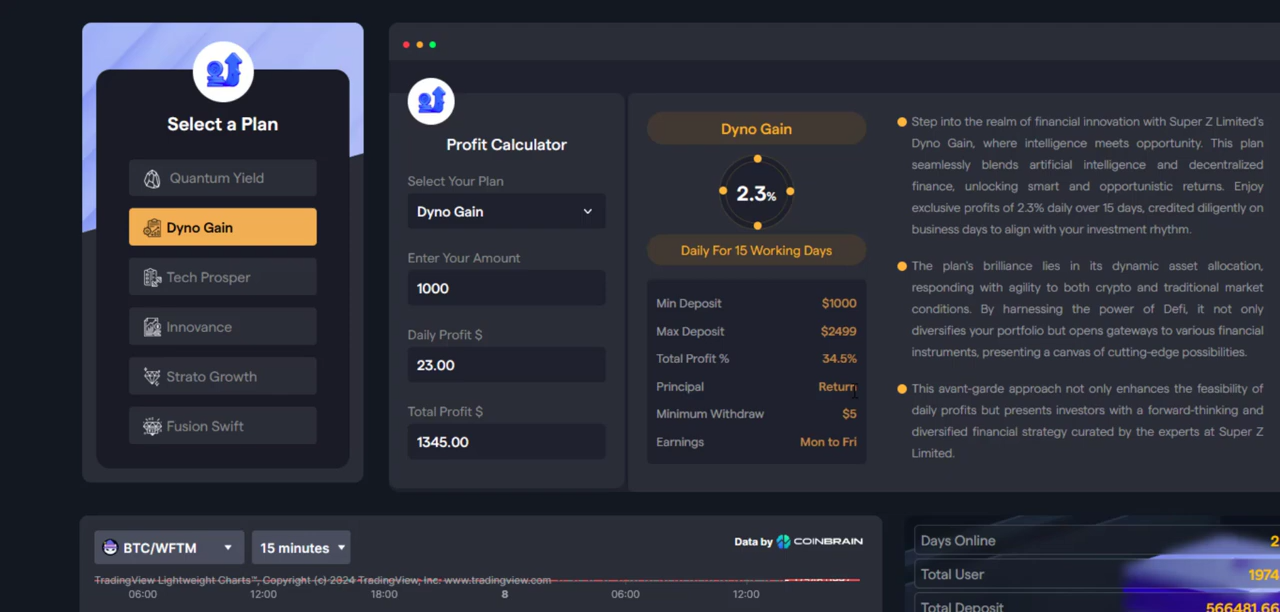 Select a Plan
Quantum Yield
Dyno Gain
Tech Prosper
Innovance
Strato Growth
Fusion Swift
Profit Calculator
Select Your Plan
Dyno Gain
Enter Your Amount
1000
Daily Profit $
23.00
Total Profit $
1345.00
Dyno Gain
2.3%
Daily For 15 Working Days
Min Deposit $1000
Max Deposit $2499
Total Profit % 34.5%
Principal Return
Minimum Withdraw $5
Earnings Mon to Fri
Step into the realm of financial innovation with Super Z Limited's
Dyno Gain, where intelligence meets opportunity. This plan
seamlessly blends artificial intelligence and decentralized
finance, unlocking smart and opportunistic returns. Enjoy
exclusive profits of 2.3% daily over 15 days, credited diligently on
business days to align with your investment rhythm.
The plan's brilliance lies in its dynamic asset allocation,
responding with agility to both crypto and traditional market
conditions. By harnessing the power of Defi, it not only
diversifies your portfolio but opens gateways to various financial
instruments, presenting a canvas of cutting-edge possibilities.
This avant-garde approach not only enhances the feasibility of
daily profits but presents investors with a forward-thinking and
diversified financial strategy curated by the experts at Super Z
Limited.
BTC/WFTM 15 minutes
Data by COINBRAIN
TradingView Lightweight Charts™, Copyright (c) 2024 TradingView, Inc. www.tradingview.com
06:00 12:00 18:00 8 06:00 12:00
Days Online 2
Total User 1974
Total Deposit 566481.66